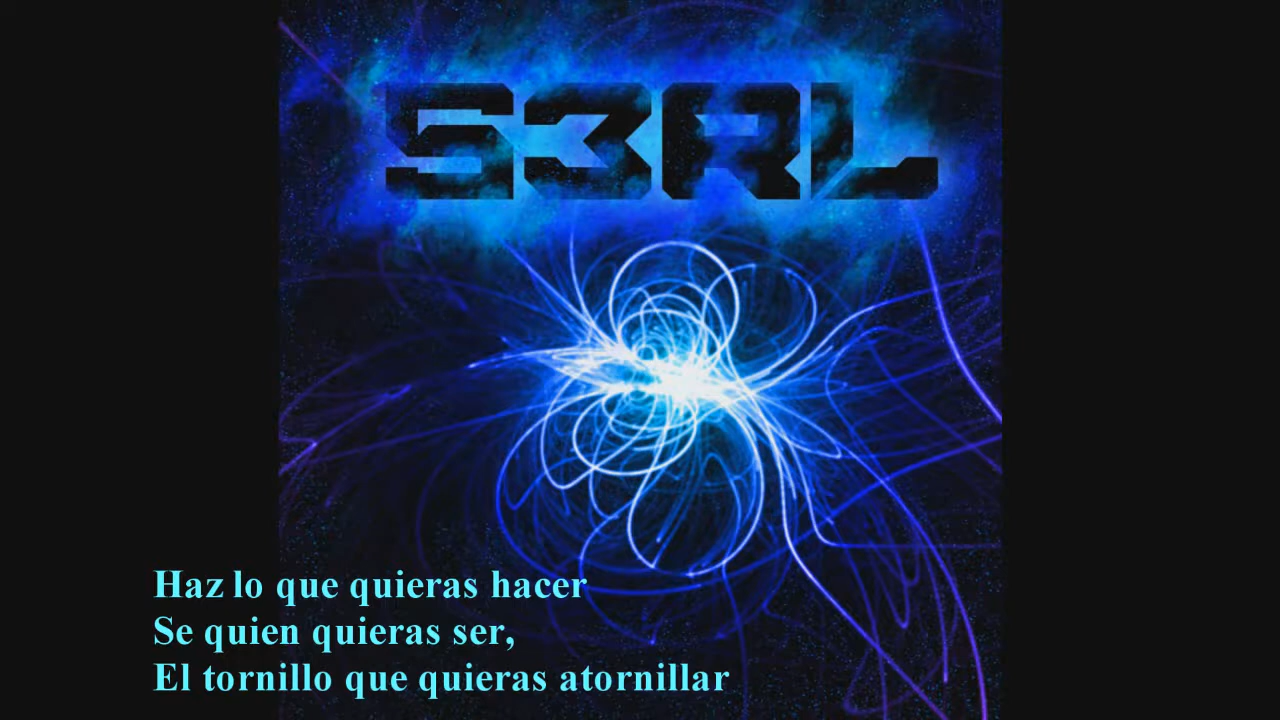 S3RL
Haz lo que quieras hacer
Se quien quieras ser,
El tornillo que quieras atornillar